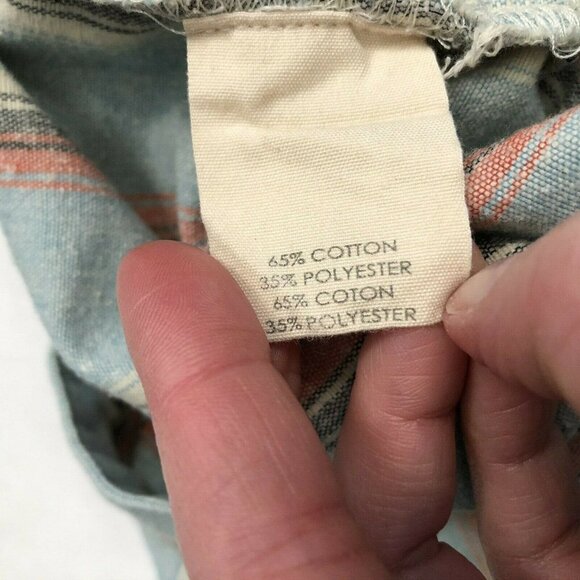 65% COTTON
35% POLYESTER
65% COTON
35% POLYESTER